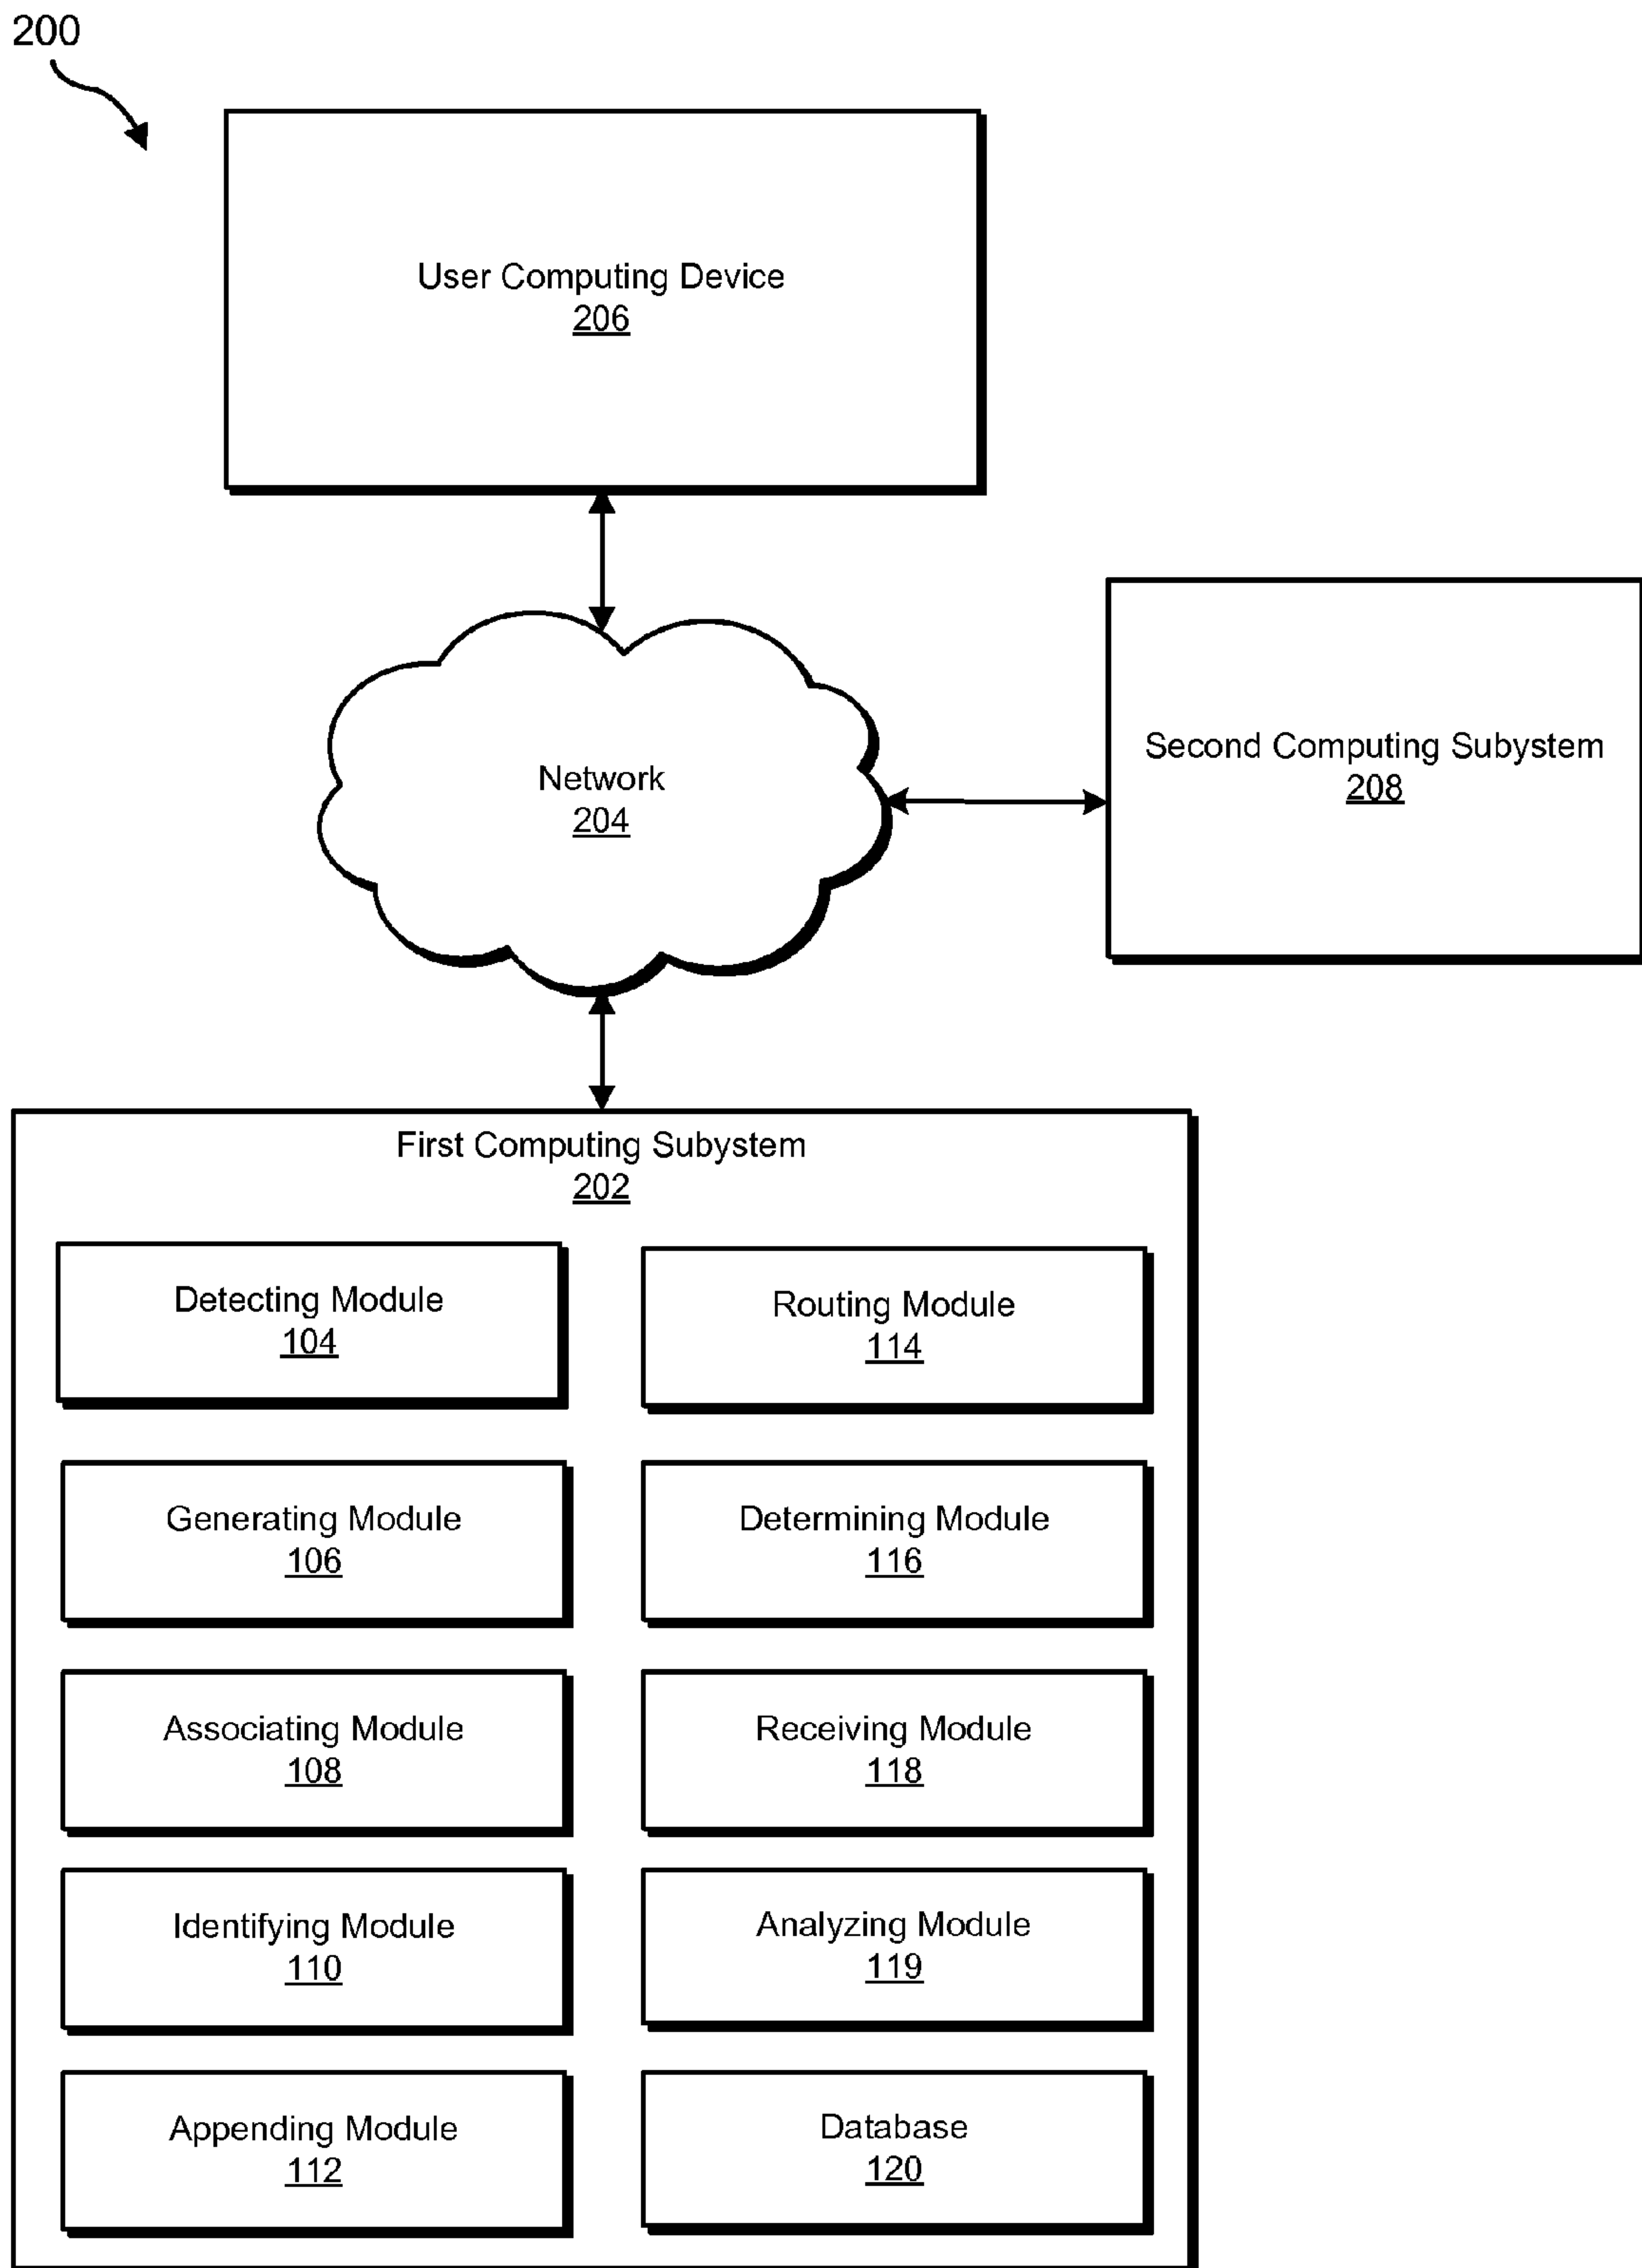 200
User Computing Device
206
Network
204
Second Computing Subystem
208
First Computing Subystem
202
Detecting Module
104
Routing Module
114
Generating Module
106
Determining Module
116
Associating Module
108
Receiving Module
118
Identifying Module
110
Analyzing Module
119
Appending Module
112
Database
120